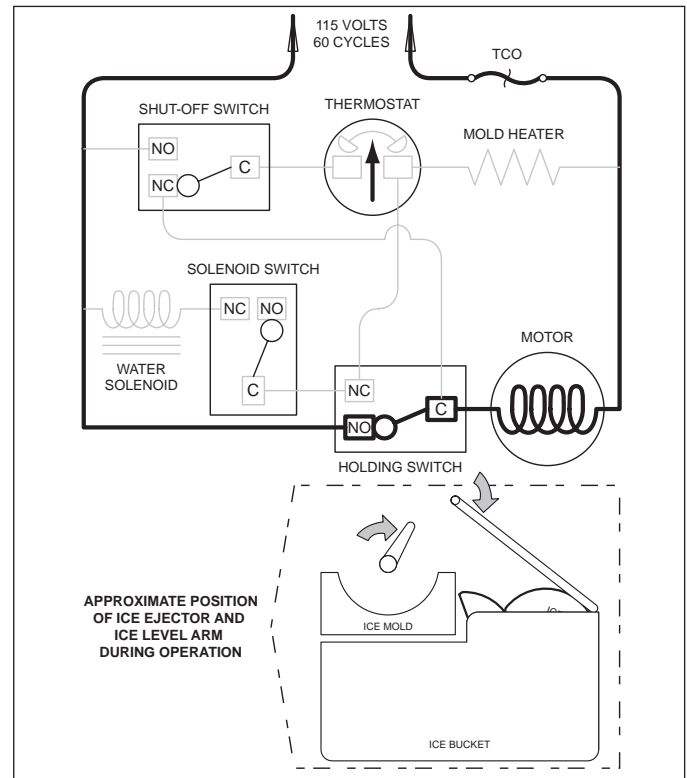 115 VOLTS
60 CYCLES
TCO
SHUT-OFF SWITCH
THERMOSTAT
MOLD HEATER
NO
C
NC
SOLENOID SWITCH
NC
NO
MOTOR
WATER
SOLENOID
C
NC
C
NO
HOLDING SWITCH
APPROXIMATE POSITION
OF ICE EJECTOR AND
ICE LEVEL ARM
DURING OPERATION
ICE MOLD
ICE BUCKET